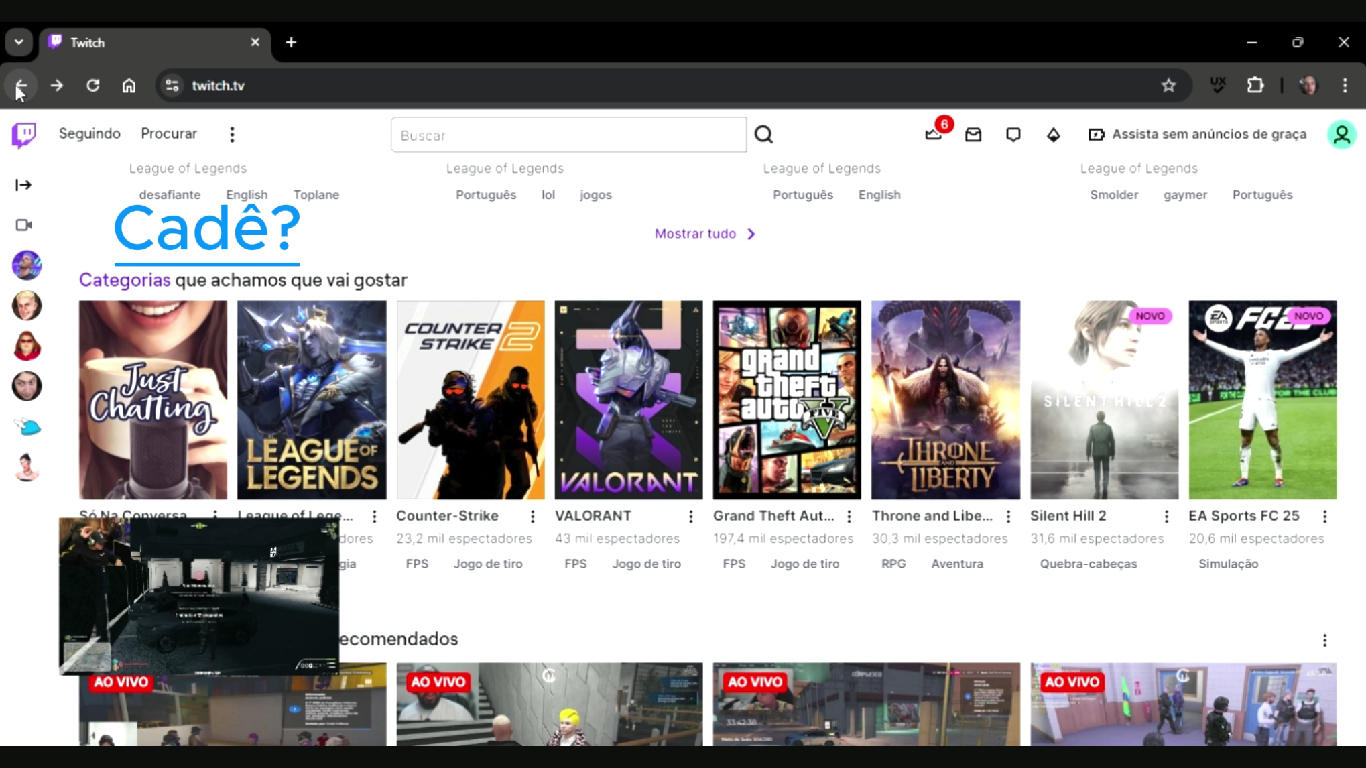 Twitch
twitch.tv
UX
Seguindo
Procurar
Buscar
6
Assista sem anúncios de graça
League of Legends
League of Legends
League of Legends
League of Legends
desafiante English Toplane
Português lol jogos
Português English
Smolder gaymer Português
Cadê?
Mostrar tudo
Categorias que achamos que vai gostar
Just
Chatting
LEAGUE OF
LEGENDS
COUNTER
STRIKE 2
VALORANT
grand
theft
auto
V
LIVE
THRONE
AND
LIBERTY
NOVO
SILENT HILL 2
EA
SPORTS
NOVO
Só Na Conversa
League of Lege...
Counter-Strike
VALORANT
Grand Theft Aut...
Throne and Libe...
Silent Hill 2
EA Sports FC 25
dores
23,2 mil espectadores
43 mil espectadores
197,4 mil espectadores
30,3 mil espectadores
31,6 mil espectadores
20,6 mil espectadores
gia
FPS Jogo de tiro
FPS Jogo de tiro
FPS Jogo de tiro
RPG Aventura
Quebra-cabeças
Simulação
ecomendados
AO VIVO
AO VIVO
AO VIVO
AO VIVO